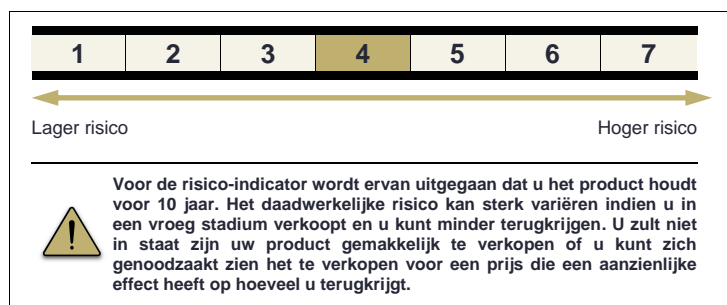 1 2 3 4 5 6 7
Lager risico Hoger risico
Voor de risico-indicator wordt ervan uitgegaan dat u het product houdt
voor 10 jaar. Het daadwerkelijke risico kan sterk variëren indien u in
een vroeg stadium verkoopt en u kunt minder terugkrijgen. U zult niet
in staat zijn uw product gemakkelijk te verkopen of u kunt zich
genoodzaakt zien het te verkopen voor een prijs die een aanzienlijke
effect heeft op hoeveel u terugkrijgt.